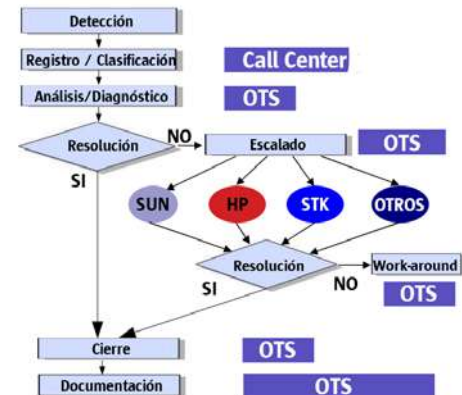 Detección
Registro / Clasificación
Call Center
Análisis/Diagnóstico
OTS
Resolución
NO
Escalado
OTS
SI
SUN
HP
STK
OTROS
Resolución
Work-around
SI
NO
OTS
Cierre
OTS
Documentación
OTS